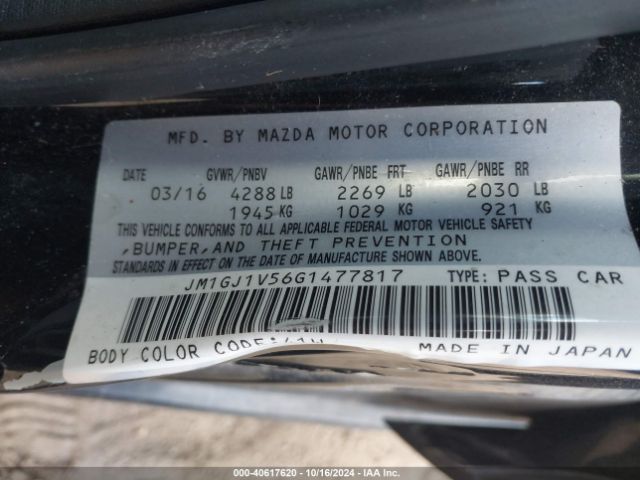 MFD. BY MAZDA MOTOR CORPORATION
DATE GVWR/PNBV GAWR/PNBE FRT GAWR/PNBE RR
03/16 4288 LB 2269 LB 2030 LB
1945 KG 1029 KG 921 KG
THIS VEHICLE CONFORMS TO ALL APPLICABLE FEDERAL MOTOR VEHICLE SAFETY
,BUMPER,AND THEFT PREVENTION
STANDARDS IN EFFECT ON THE DATE OF MANUFACTURE SHOWN ABOVE.
JM1GJ1V56G1477817 TYPE: PASS CAR
BODY COLOR CODE: 41W MADE IN JAPAN
000-40617620 - 10/16/2024 - IAA Inc.